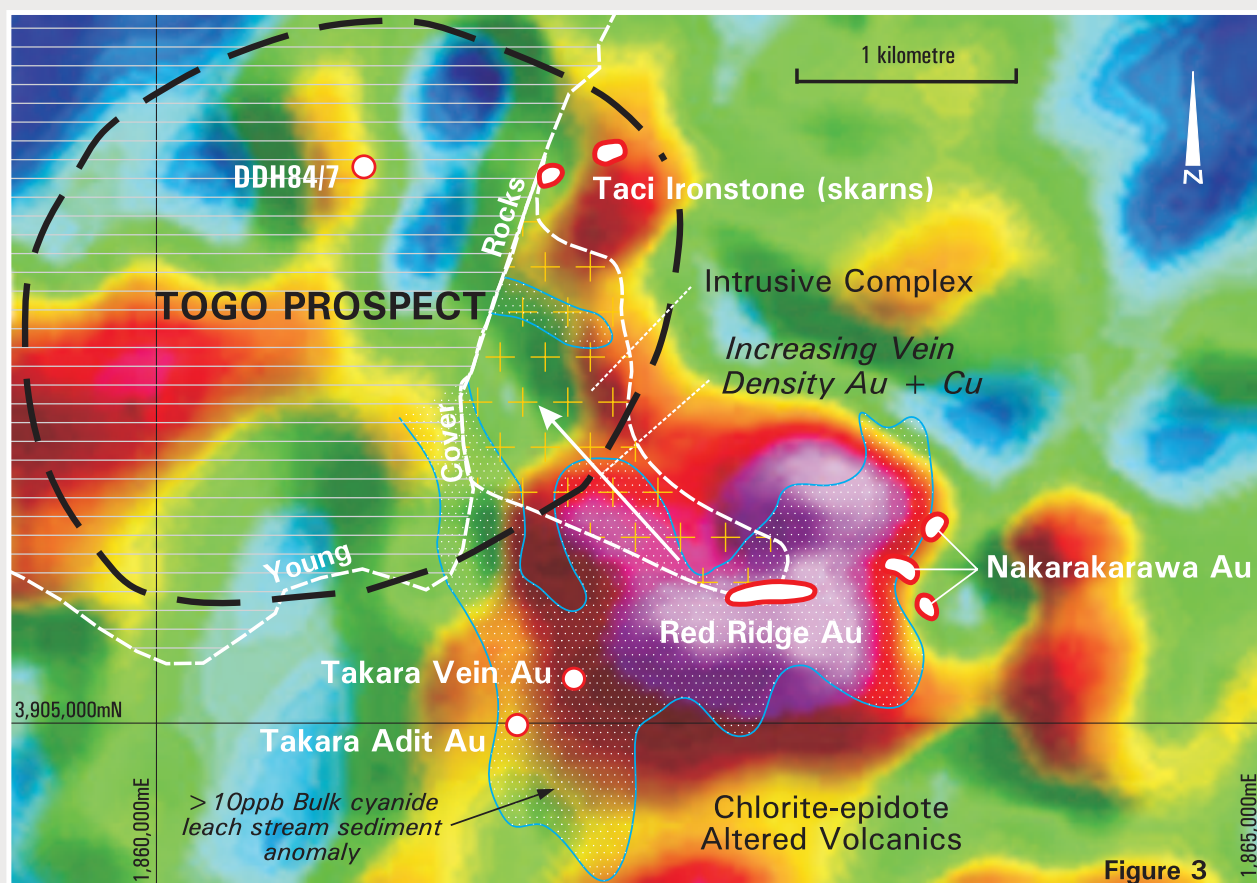 1 kilometre
N
DDH84/7
Taci Ironstone (skarns)
Rocks
Intrusive Complex
TOGO PROSPECT
Increasing Vein
Density Au + Cu
Cover
Young
Nakarakarawa Au
Red Ridge Au
Takara Vein Au
3,905,000mN
Takara Adit Au
>10ppb Bulk cyanide
leach stream sediment
anomaly
Chlorite-epidote
Altered Volcanics
1,860,000mE
1,865,000mE
Figure 3